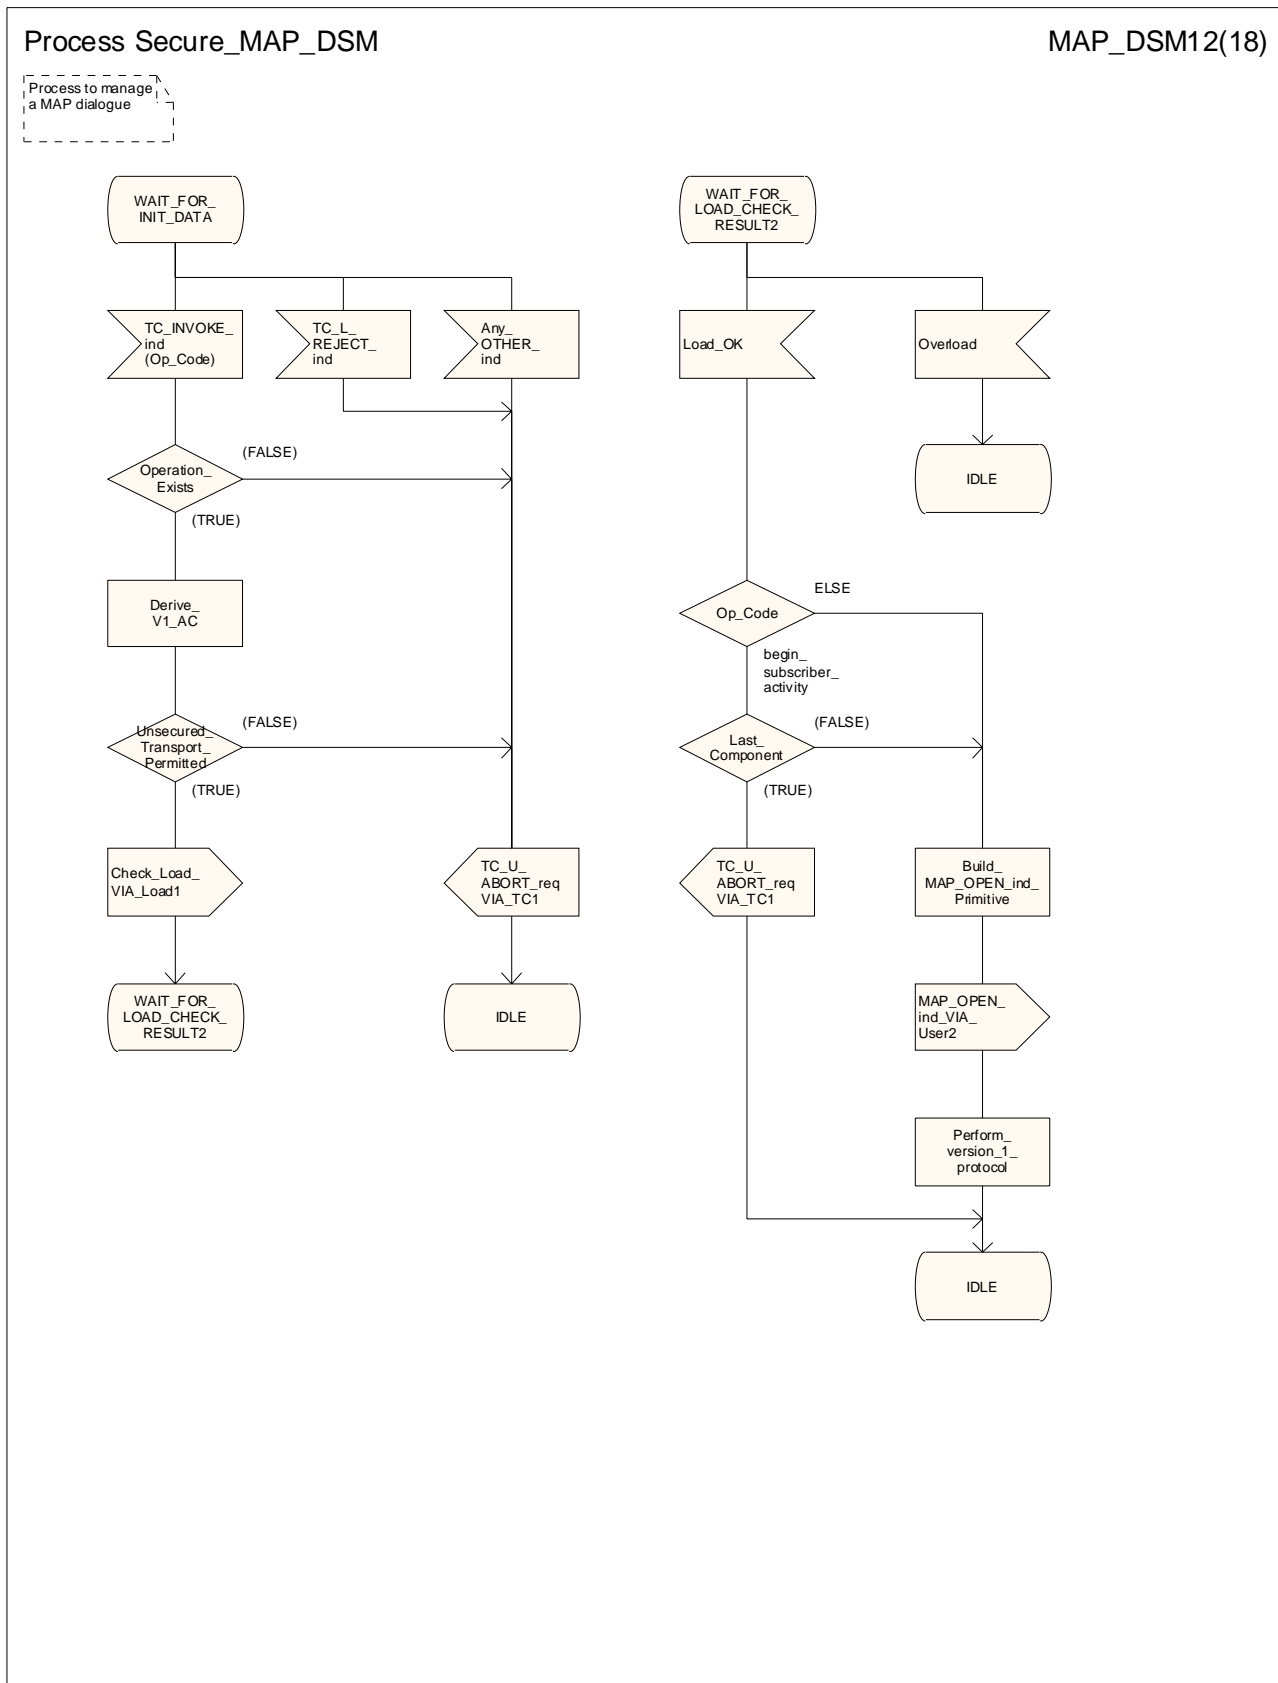 Process Secure_MAP_DSM
MAP_DSM12(18)
Process to manage
a MAP dialogue
WAIT_FOR_
INIT_DATA
TC_INVOKE_
ind
(Op_Code)
TC_L_
REJECT_
ind
Any_
OTHER_
ind
Operation_
Exists
(FALSE)
(TRUE)
Derive_
V1_AC
Unsecured_
Transport_
Permitted
(FALSE)
(TRUE)
Check_Load_
VIA_Load1
TC_U_
ABORT_req
VIA_TC1
WAIT_FOR_
LOAD_CHECK_
RESULT2
IDLE
WAIT_FOR_
LOAD_CHECK_
RESULT2
Load_OK
Overload
IDLE
Op_Code
ELSE
begin_
subscriber_
activity
Last_
Component
(FALSE)
(TRUE)
TC_U_
ABORT_req
VIA_TC1
Build_
MAP_OPEN_ind_
Primitive
MAP_OPEN_
ind_VIA_
User2
Perform_
version_1_
protocol
IDLE